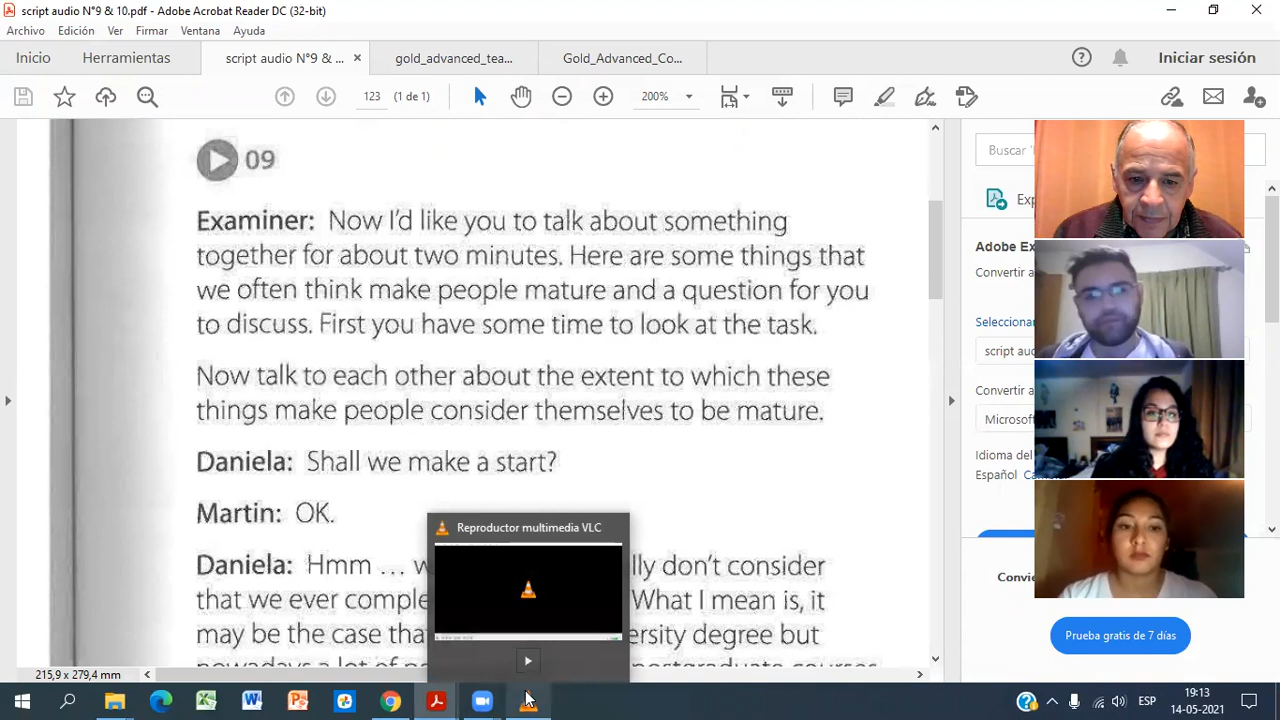 script audio N°9 & 10.pdf - Adobe Acrobat Reader DC (32-bit)
Archivo Edición Ver Firmar Ventana Ayuda
Inicio Herramientas script audio N°9 & ... × gold_advanced_tea... Gold_Advanced_Co... Iniciar sesión
123 (1 de 1) 200%
09
Examiner: Now I'd like you to talk about something
together for about two minutes. Here are some things that
we often think make people mature and a question for you
to discuss. First you have some time to look at the task.
Now talk to each other about the extent to which these
things make people consider themselves to be mature.
Daniela: Shall we make a start?
Martin: OK.
Daniela: Hmm … lly don't consider
that we ever What I mean is, it
may be the case ersity degree but
nowadays a lot of postgraduate courses
Reproductor multimedia VLC
Buscar
Adobe Ex
Convertir a
Seleccionar
script aud
Convertir a
Microsoft
Idioma del
Español
Prueba gratis de 7 días
215,9 x 279,4 mm
ESP
19:13
14-05-2021